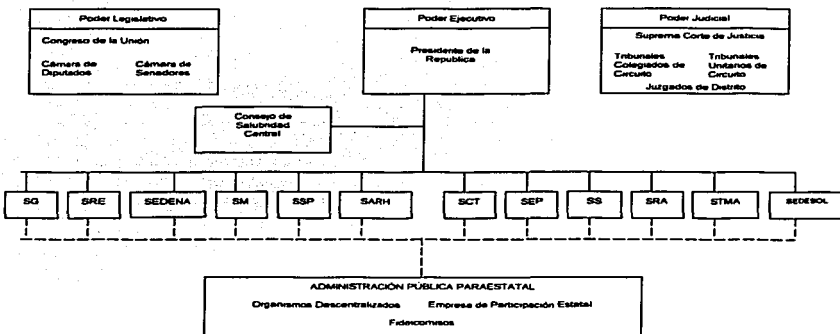 Poder Legislativo
Congreso de la Unión
Cámara de Diputados
Cámara de Senadores
Poder Ejecutivo
Presidente de la
Republica
Poder Judicial
Suprema Corte de Justicia
Tribunales Colegiados de Circuito
Tribunales Unitarios de Circuito
Juzgados de Distrito
Consejo de
Salubridad
Central
SG SRE SEDENA SM SSP SARH SCT SEP SS SRA STMA SEDESOL
ADMINISTRACIÓN PÚBLICA PARAESTATAL
Organismos Descentralizados Empresa de Participación Estatal
Fideicomisos